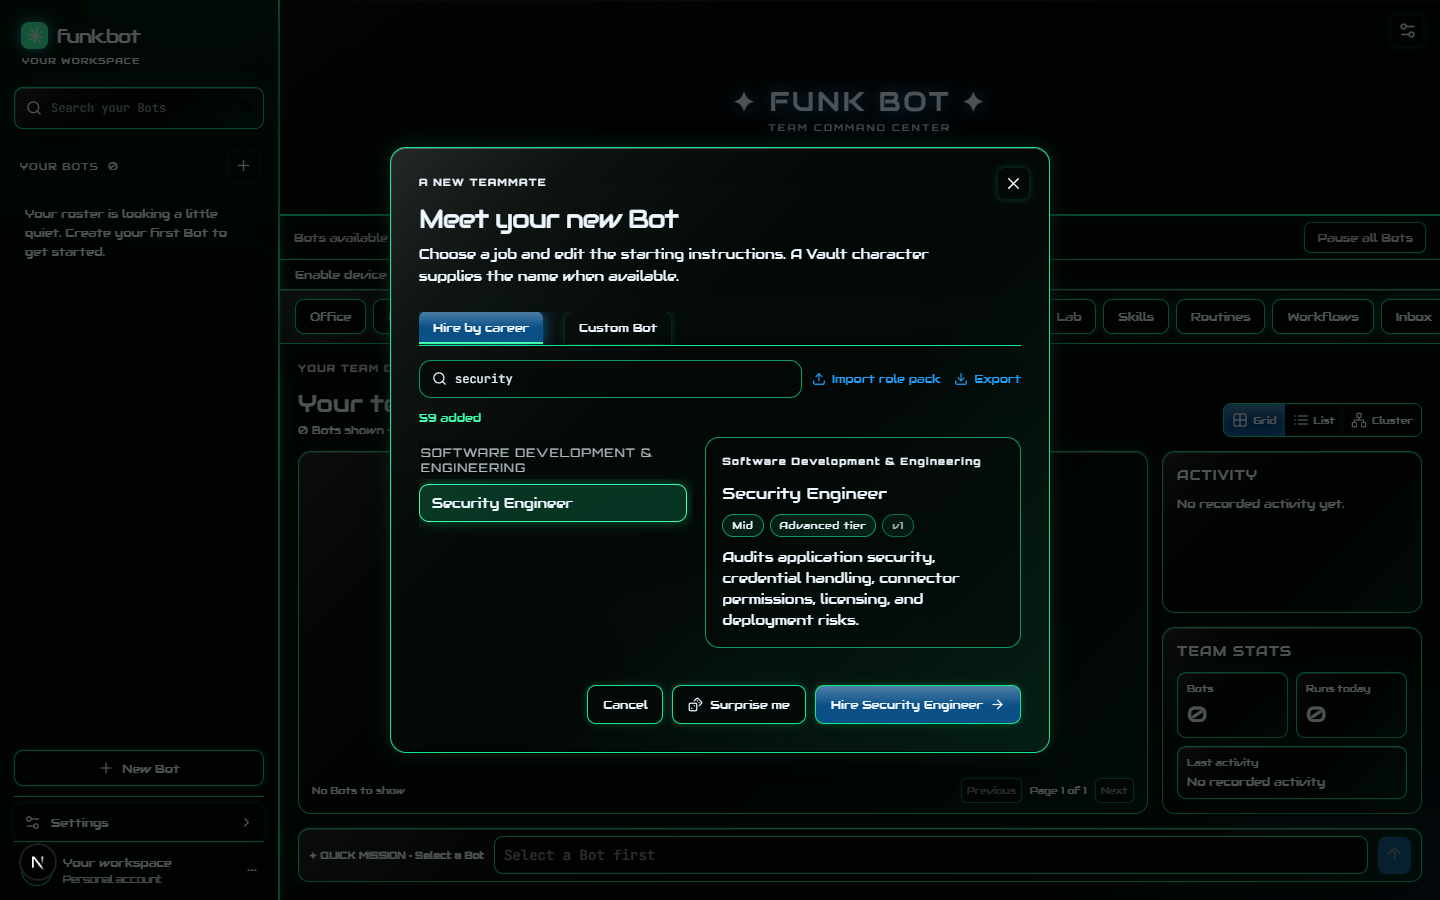 funk.bot
YOUR WORKSPACE
Search your Bots
YOUR BOTS 0
Your roster is looking a little
quiet. Create your first Bot to
get started.
New Bot
Settings
N
Your workspace
Personal account
...
FUNK BOT
TEAM COMMAND CENTER
Bots available
Pause all Bots
Enable device
Office
Lab
Skills
Routines
Workflows
Inbox
YOUR TEAM
Your
0 Bots shown
Grid
List
Cluster
No Bots to show
Previous
Page 1 of 1
Next
ACTIVITY
No recorded activity yet.
TEAM STATS
Bots
0
Runs today
0
Last activity
No recorded activity
+ QUICK MISSION - Select a Bot
Select a Bot first
A NEW TEAMMATE
Meet your new Bot
Choose a job and edit the starting instructions. A Vault character
supplies the name when available.
Hire by career
Custom Bot
security
Import role pack
Export
59 added
SOFTWARE DEVELOPMENT &
ENGINEERING
Security Engineer
Software Development & Engineering
Security Engineer
Mid
Advanced tier
v1
Audits application security,
credential handling, connector
permissions, licensing, and
deployment risks.
Cancel
Surprise me
Hire Security Engineer